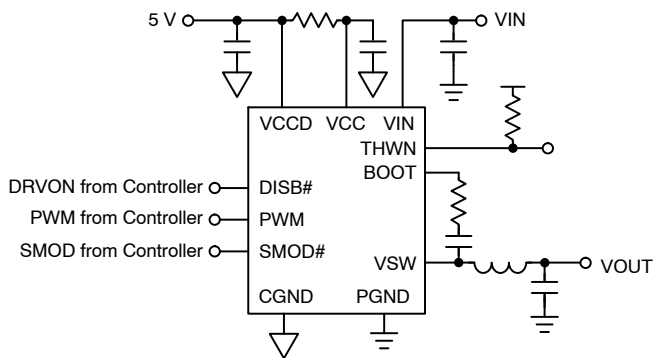 5 V
VIN
VCCD VCC VIN
THWN
BOOT
DRVON from Controller DISB#
PWM from Controller PWM
SMOD from Controller SMOD#
VSW VOUT
CGND PGND